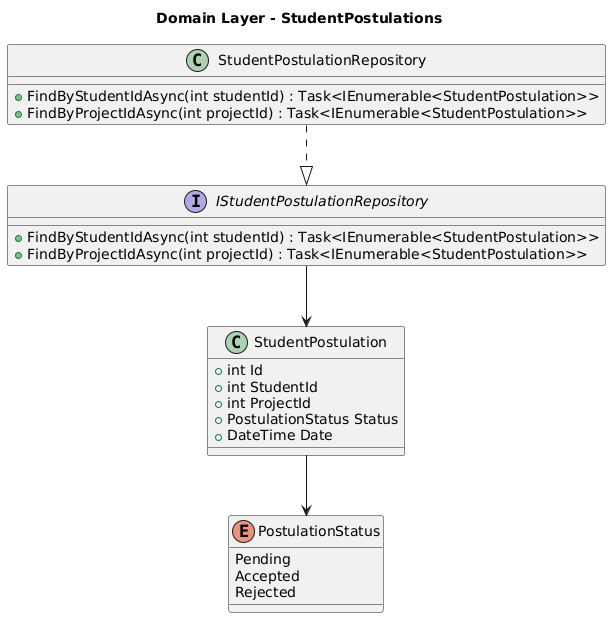 Domain Layer - StudentPostulations
C StudentPostulationRepository
FindByStudentIdAsync(int studentId) : Task<IEnumerable<StudentPostulation>>
FindByProjectIdAsync(int projectId) : Task<IEnumerable<StudentPostulation>>
I IStudentPostulationRepository
FindByStudentIdAsync(int studentId) : Task<IEnumerable<StudentPostulation>>
FindByProjectIdAsync(int projectId) : Task<IEnumerable<StudentPostulation>>
C StudentPostulation
int Id
int StudentId
int ProjectId
PostulationStatus Status
DateTime Date
E PostulationStatus
Pending
Accepted
Rejected